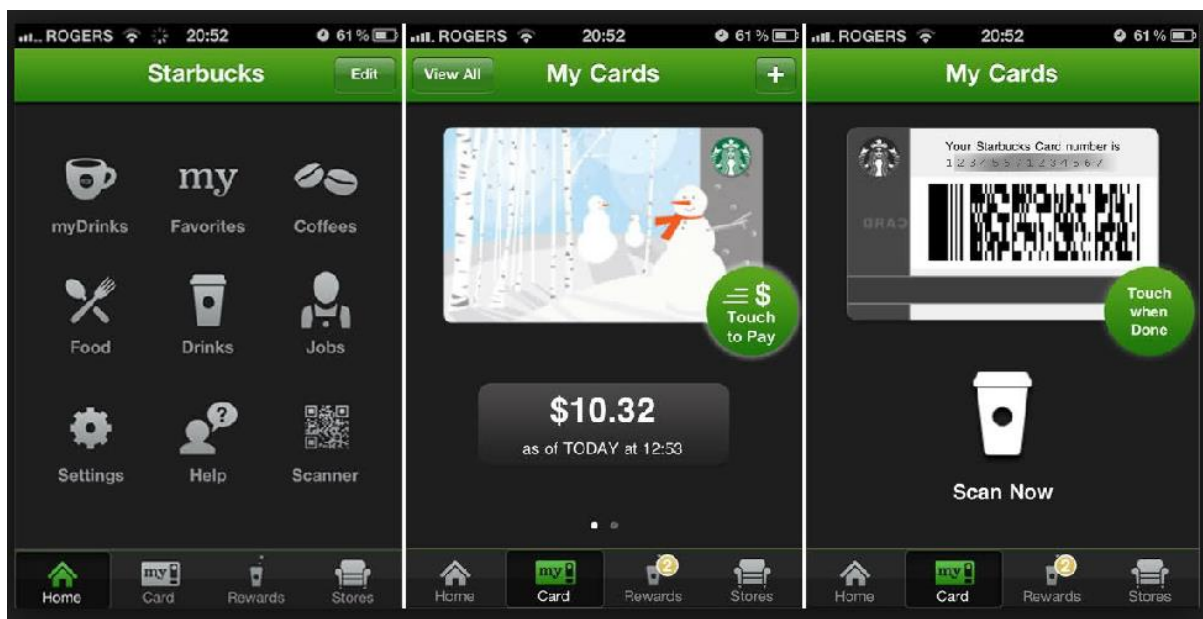 ROGERS 20:52 61%
Starbucks Edit
myDrinks my Favorites Coffees
Food Drinks Jobs
Settings ? Help Scanner
Home my Card Rewards Stores
ROGERS 20:52 61%
View All My Cards +
$
Touch
to Pay
$10.32
as of TODAY at 12:53
Home my Card 2 Rewards Stores
ROGERS 20:52 61%
My Cards
Your Starbucks Card number is
CARD
Touch
when
Done
Scan Now
Home my Card 2 Rewards Stores